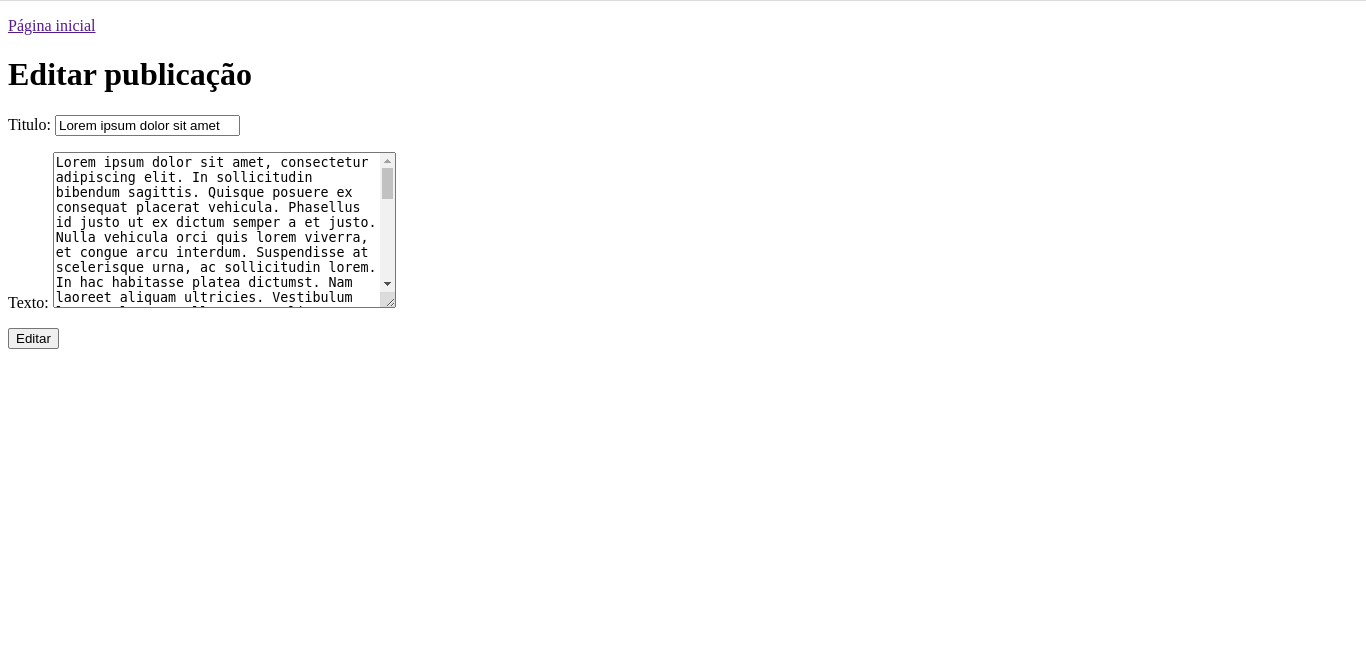 Página inicial
Editar publicação
Titulo: Lorem ipsum dolor sit amet
Lorem ipsum dolor sit amet, consectetur
adipiscing elit. In sollicitudin
bibendum sagittis. Quisque posuere ex
consequat placerat vehicula. Phasellus
id justo ut ex dictum semper a et justo.
Nulla vehicula orci quis lorem viverra,
et congue arcu interdum. Suspendisse at
scelerisque urna, ac sollicitudin lorem.
In hac habitasse platea dictumst. Nam
laoreet aliquam ultricies. Vestibulum
Texto:
Editar